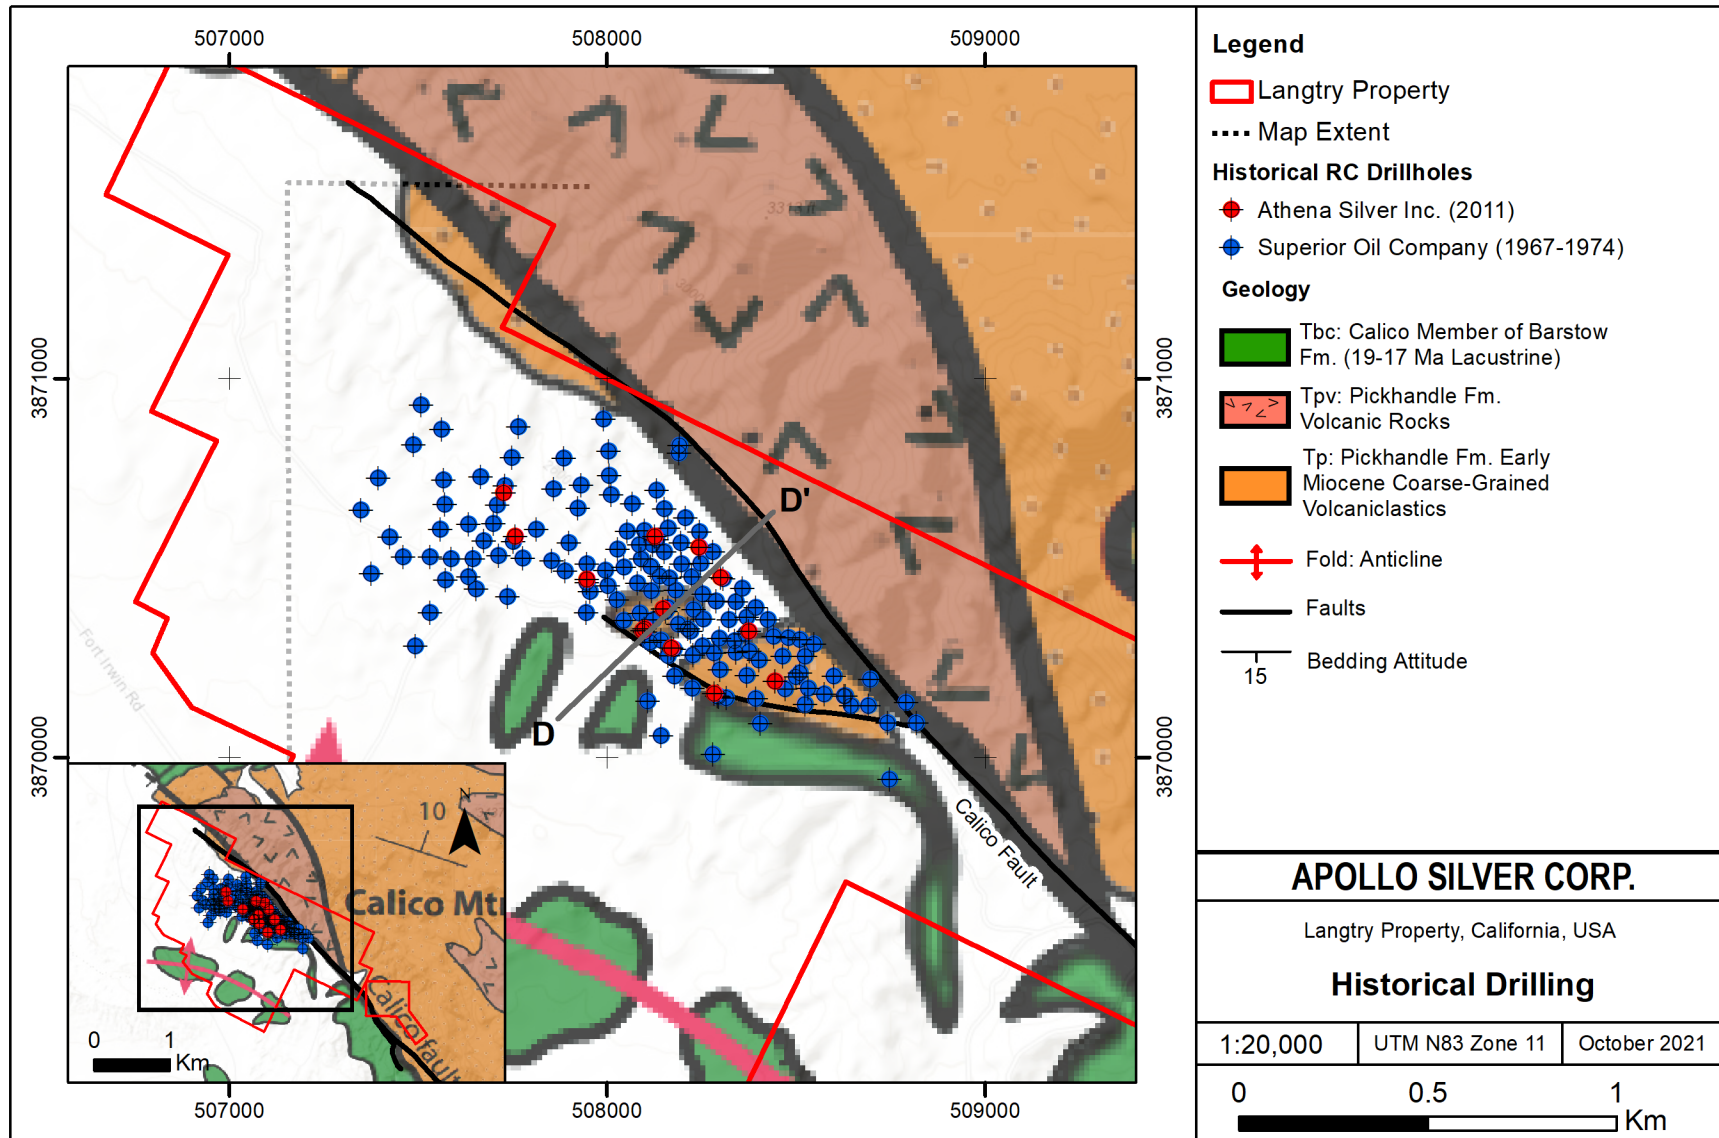 507000
508000
509000
3871000
3871000
3870000
3870000
507000
508000
509000
D'
D
Fort Irwin Rd
Calico Fault
10
N
Calico Mt
Calico fault
0 1
Km
Legend
Langtry Property
Map Extent
Historical RC Drillholes
Athena Silver Inc. (2011)
Superior Oil Company (1967-1974)
Geology
Tbc: Calico Member of Barstow
Fm. (19-17 Ma Lacustrine)
Tpv: Pickhandle Fm.
Volcanic Rocks
Tp: Pickhandle Fm. Early
Miocene Coarse-Grained
Volcaniclastics
Fold: Anticline
Faults
Bedding Attitude
15
APOLLO SILVER CORP.
Langtry Property, California, USA
Historical Drilling
1:20,000 UTM N83 Zone 11 October 2021
0 0.5 1
Km